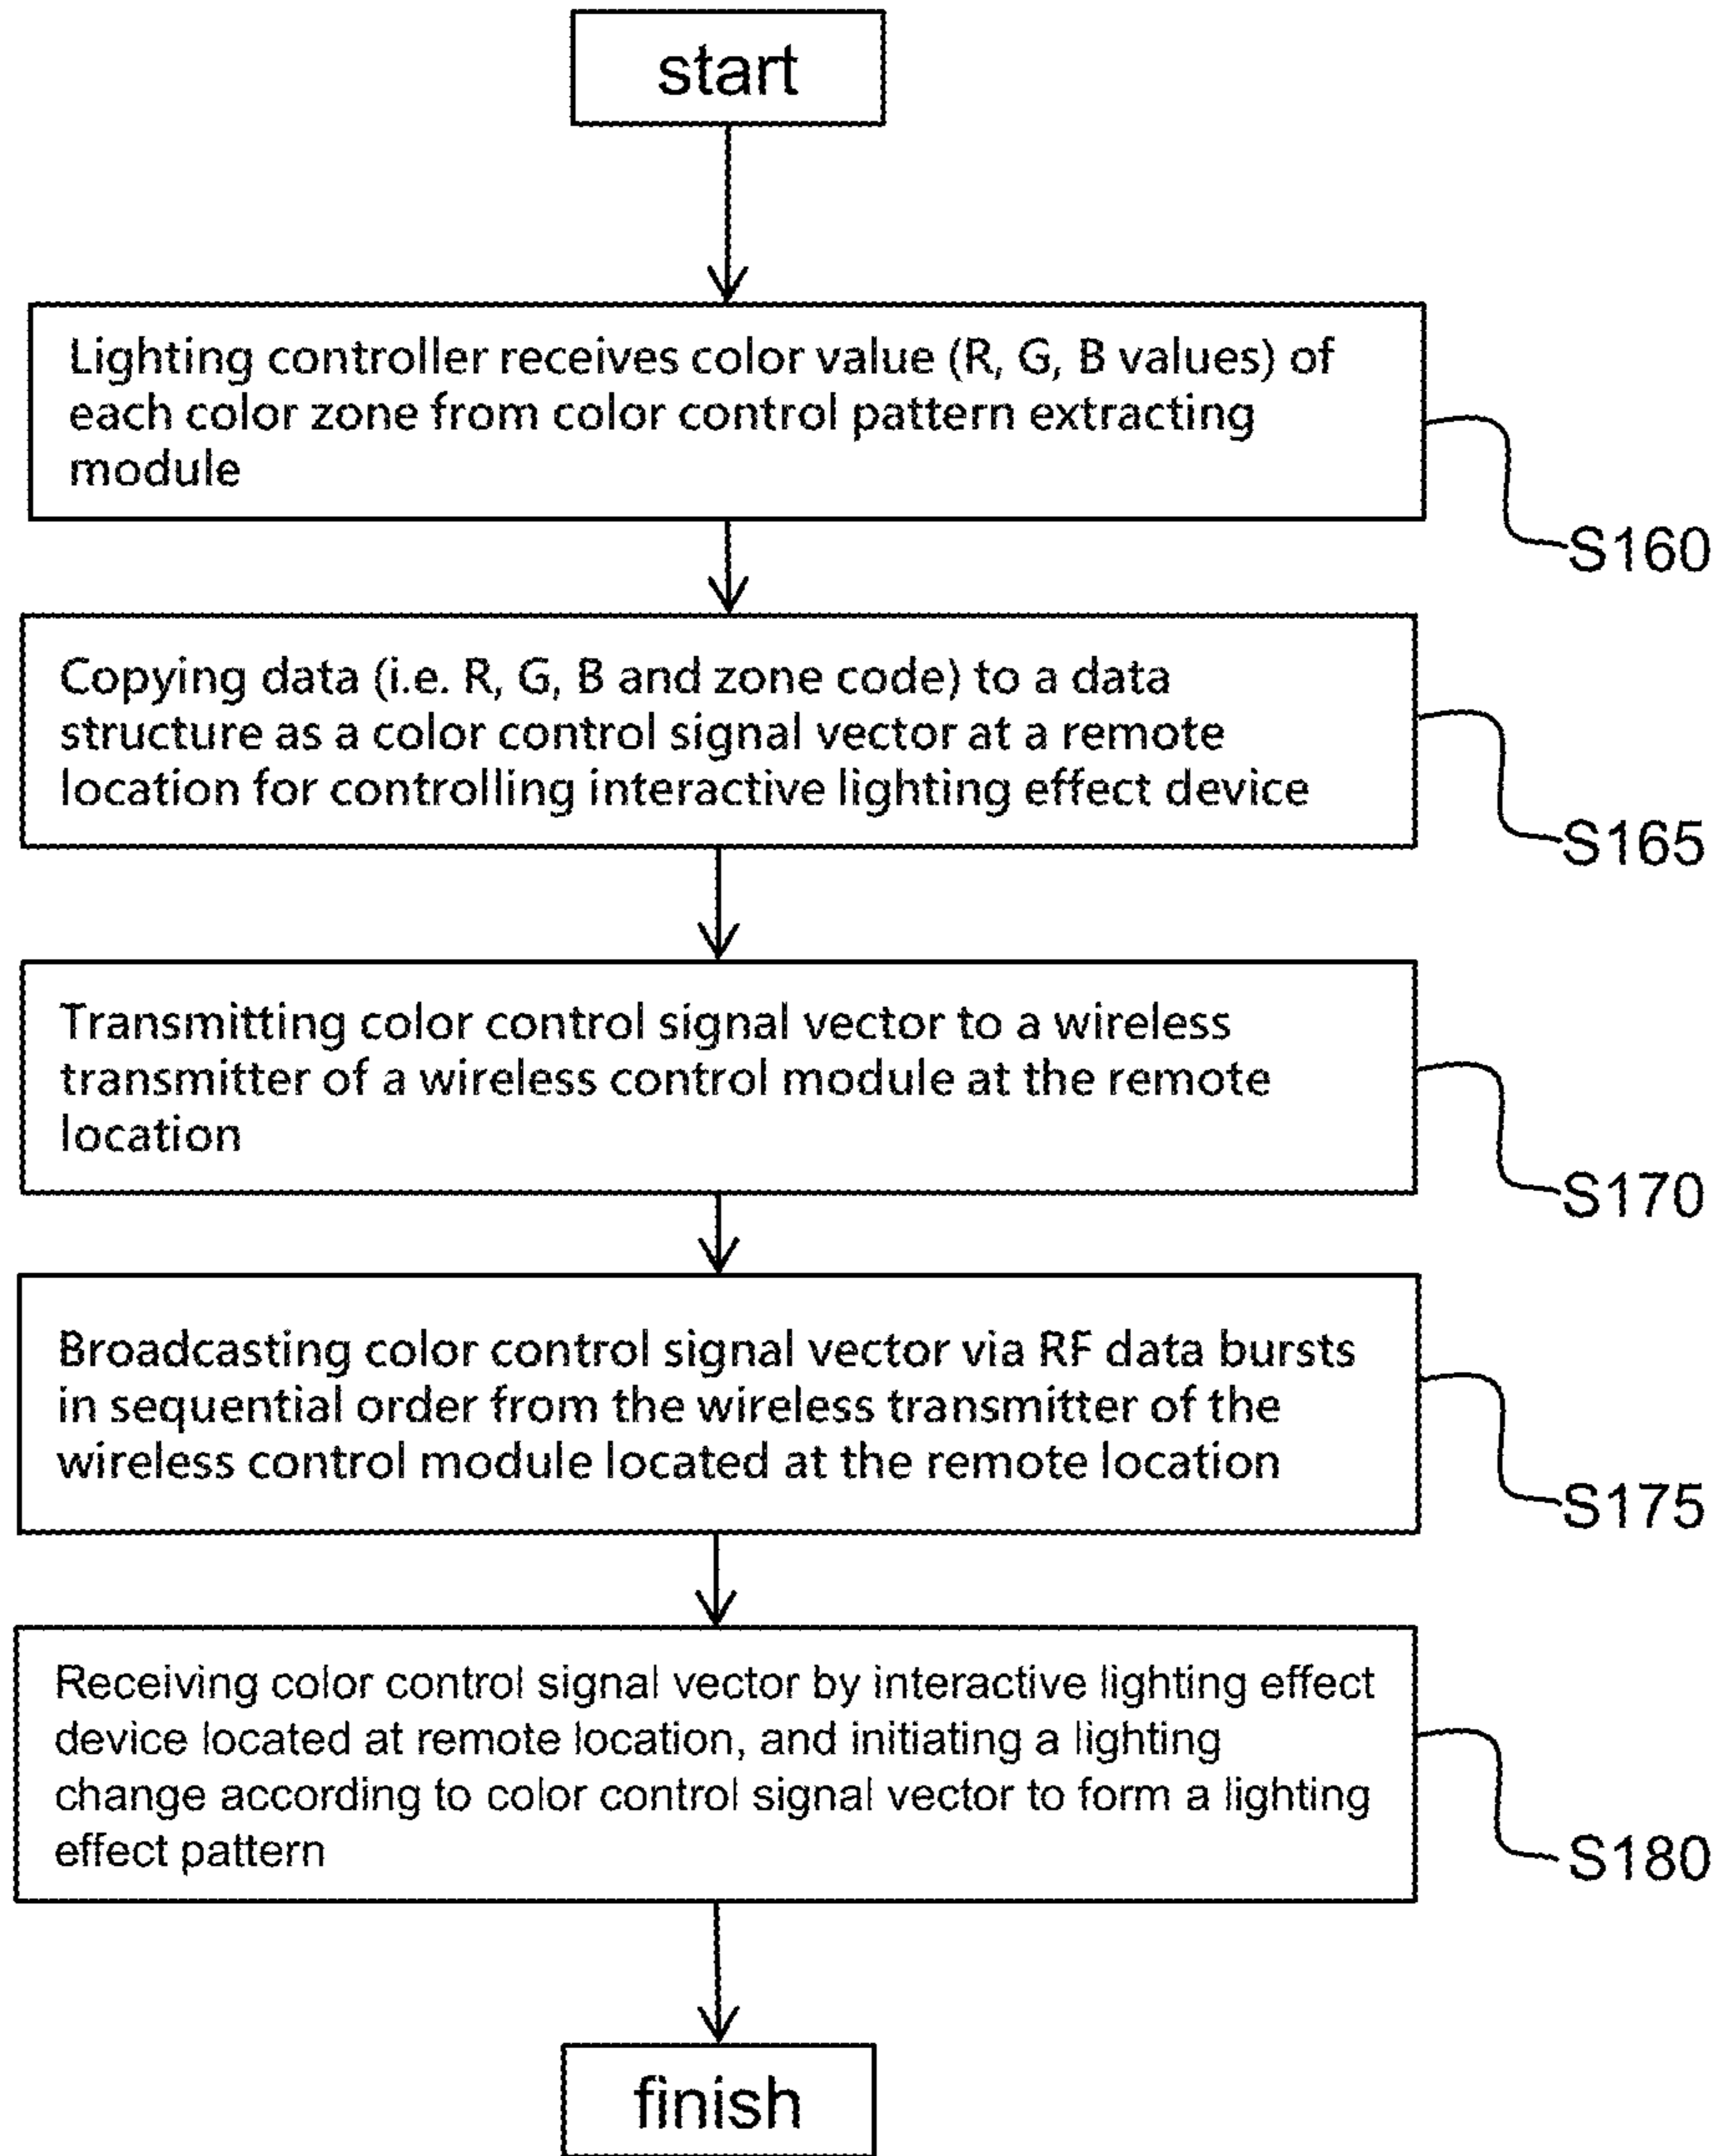 start
Lighting controller receives color value (R, G, B values) of
each color zone from color control pattern extracting
module
S160
Copying data (i.e. R, G, B and zone code) to a data
structure as a color control signal vector at a remote
location for controlling interactive lighting effect device
S165
Transmitting color control signal vector to a wireless
transmitter of a wireless control module at the remote
location
S170
Broadcasting color control signal vector via RF data bursts
in sequential order from the wireless transmitter of the
wireless control module located at the remote location
S175
Receiving color control signal vector by interactive lighting effect
device located at remote location, and initiating a lighting
change according to color control signal vector to form a lighting
effect pattern
S180
finish